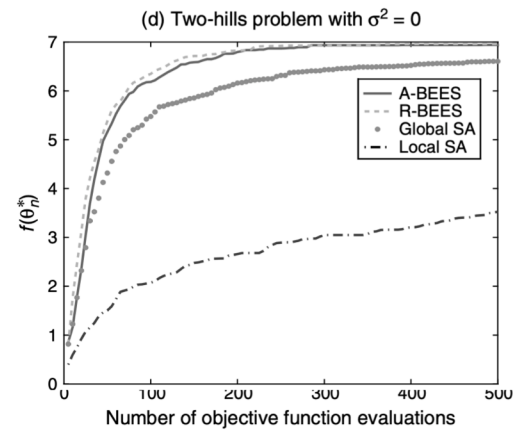 (d) Two-hills problem with σ² = 0
7
6
5
4
3
2
1
0
f(θₙ*)
A-BEES
R-BEES
Global SA
Local SA
0 100 200 300 400 500
Number of objective function evaluations